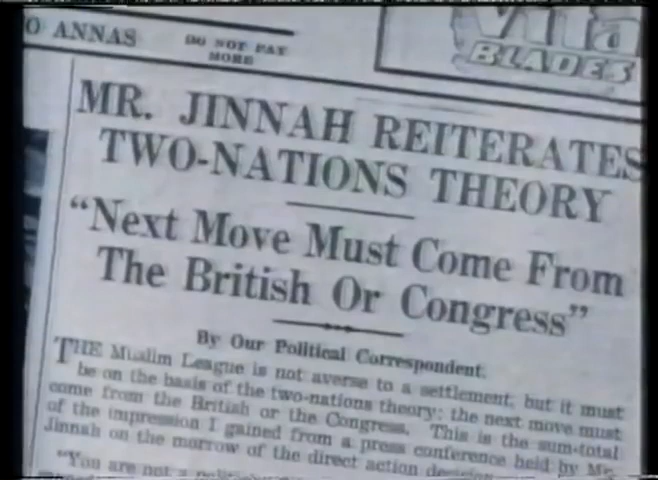 O ANNAS
DO NOT PAY
MORE
BLADES
MR. JINNAH REITERATES
TWO-NATIONS THEORY
“Next Move Must Come From
The British Or Congress”
By Our Political Correspondent.
THE Muslim League is not averse to a settlement, but it must
be on the basis of the two-nations theory; the next move must
come from the British or the Congress. This is the sum-total
of the impression I gained from a press conference held by Mr.
Jinnah on the morrow of the direct action decision
"You are not a